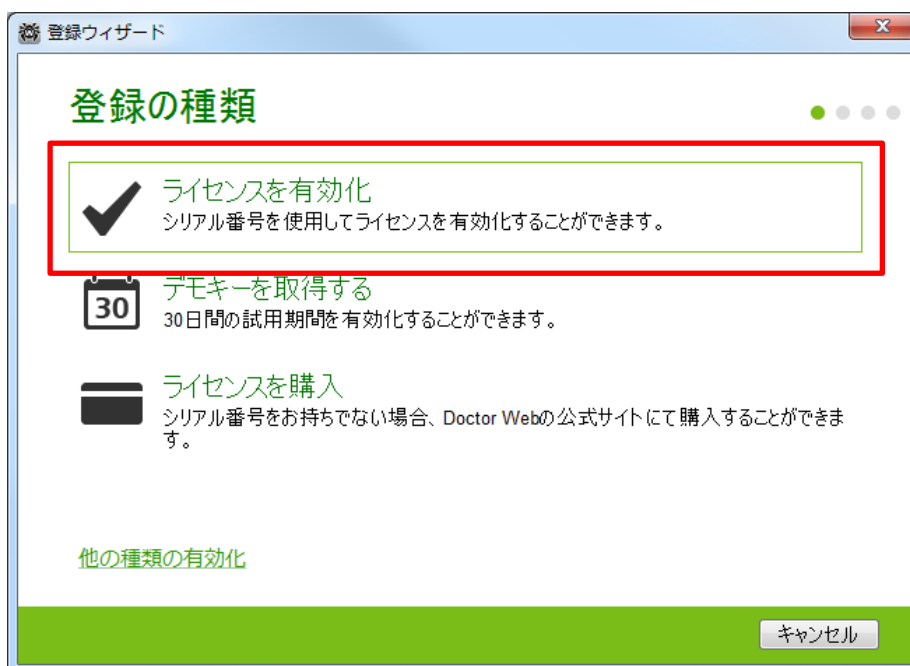 登録ウィザード
登録の種類
ライセンスを有効化
シリアル番号を使用してライセンスを有効化することができます。
30
デモキーを取得する
30日間の試用期間を有効化することができます。
ライセンスを購入
シリアル番号をお持ちでない場合、Doctor Webの公式サイトにて購入することができま
す。
他の種類の有効化
キャンセル